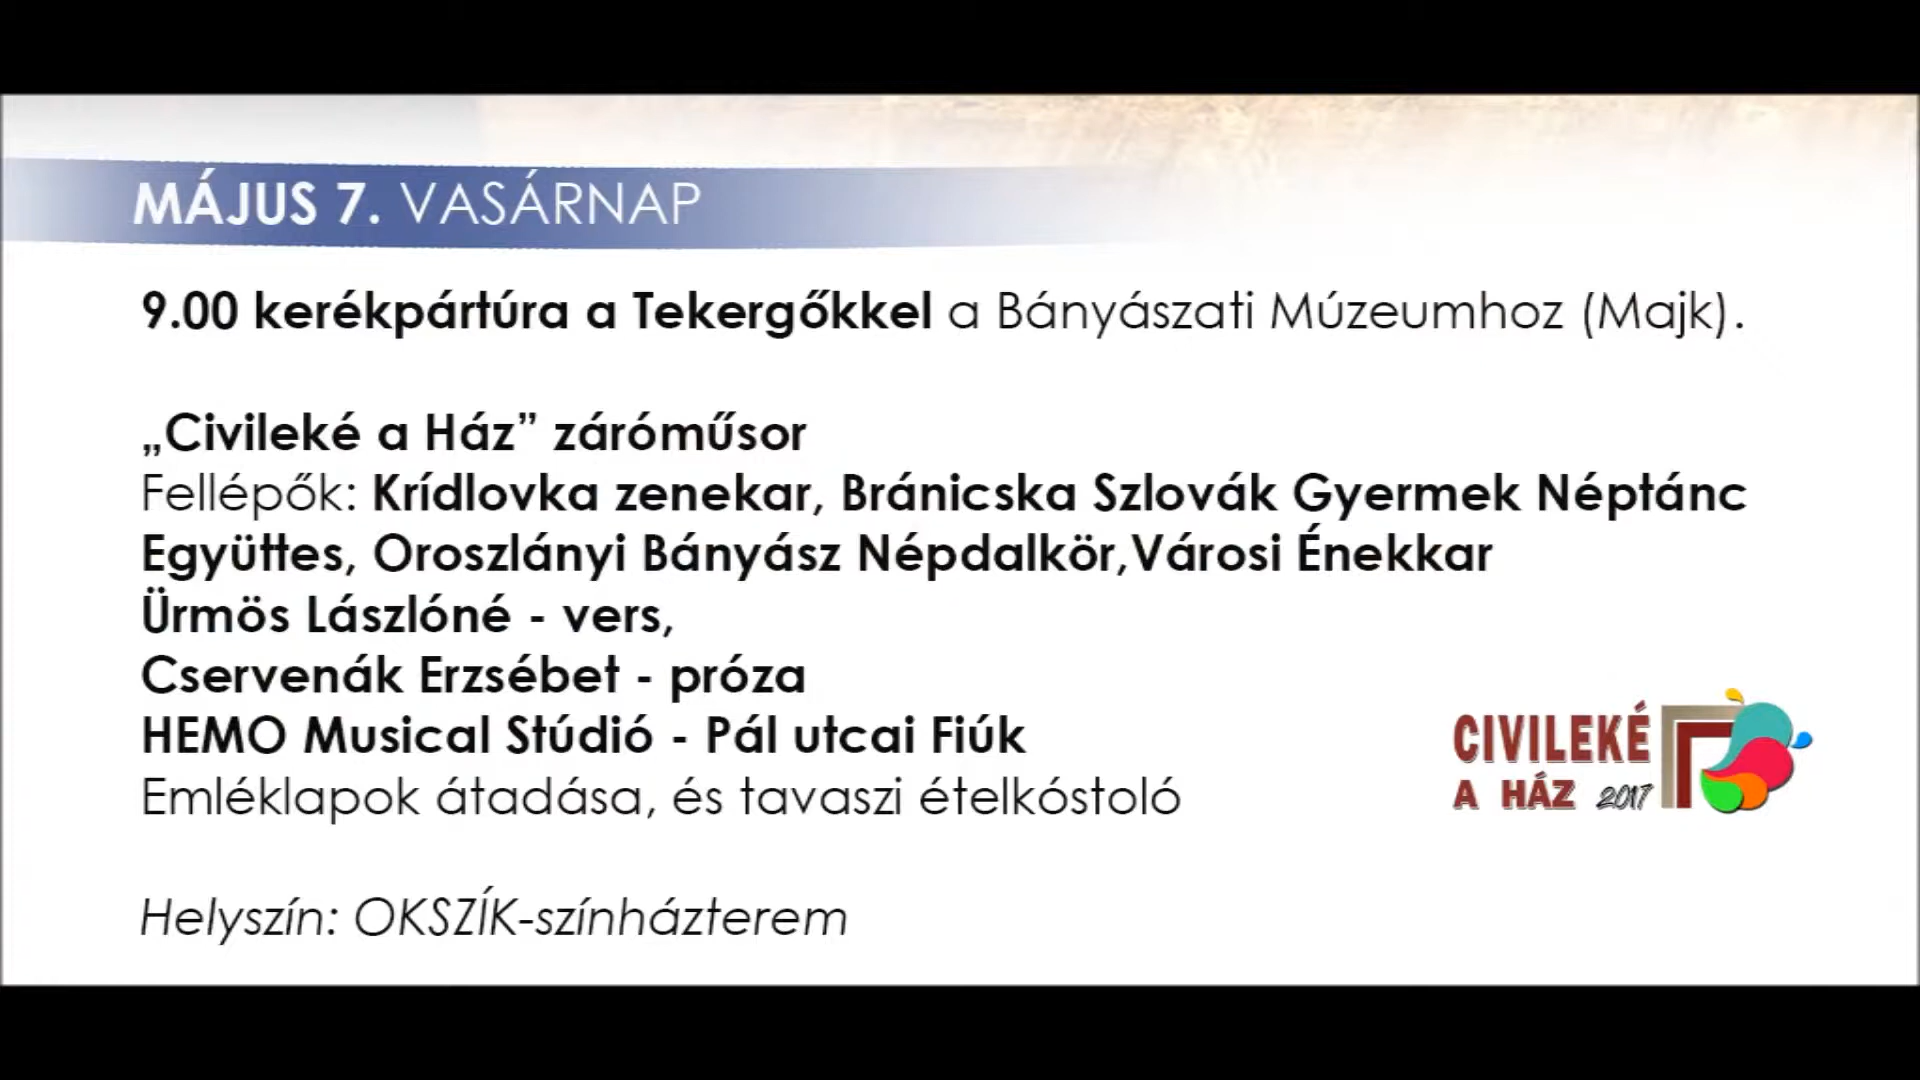 MÁJUS 7. VASÁRNAP
9.00 kerékpártúra a Tekergőkkel a Bányászati Múzeumhoz (Majk).
„Civileké a Ház” záróműsor
Fellépők: Krídlovka zenekar, Bránicska Szlovák Gyermek Néptánc
Együttes, Oroszlányi Bányász Népdalkör,Városi Énekkar
Ürmös Lászlóné - vers,
Cservenák Erzsébet - próza
HEMO Musical Stúdió - Pál utcai Fiúk
Emléklapok átadása, és tavaszi ételkóstoló
CIVILEKÉ
A HÁZ 2017
Helyszín: OKSZÍK-színházterem